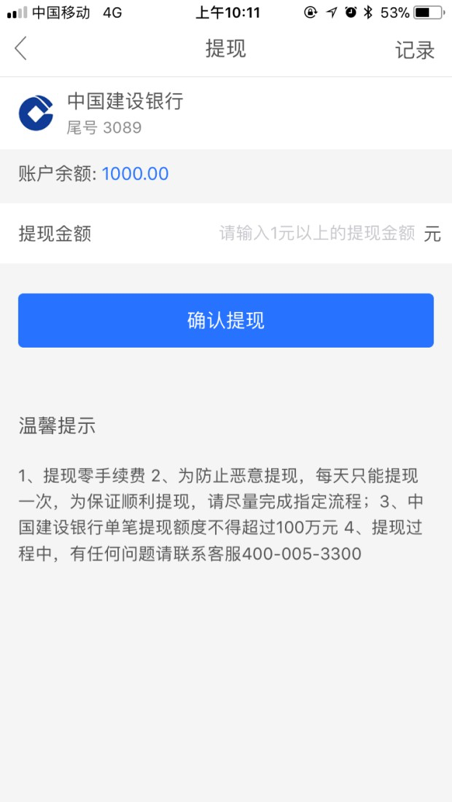 中国移动 4G 上午10:11 53%
提现 记录
中国建设银行
尾号 3089
账户余额: 1000.00
提现金额 请输入1元以上的提现金额 元
确认提现
温馨提示
1、提现零手续费 2、为防止恶意提现，每天只能提现
一次，为保证顺利提现，请尽量完成指定流程；3、中
国建设银行单笔提现额度不得超过100万元 4、提现过
程中，有任何问题请联系客服400-005-3300